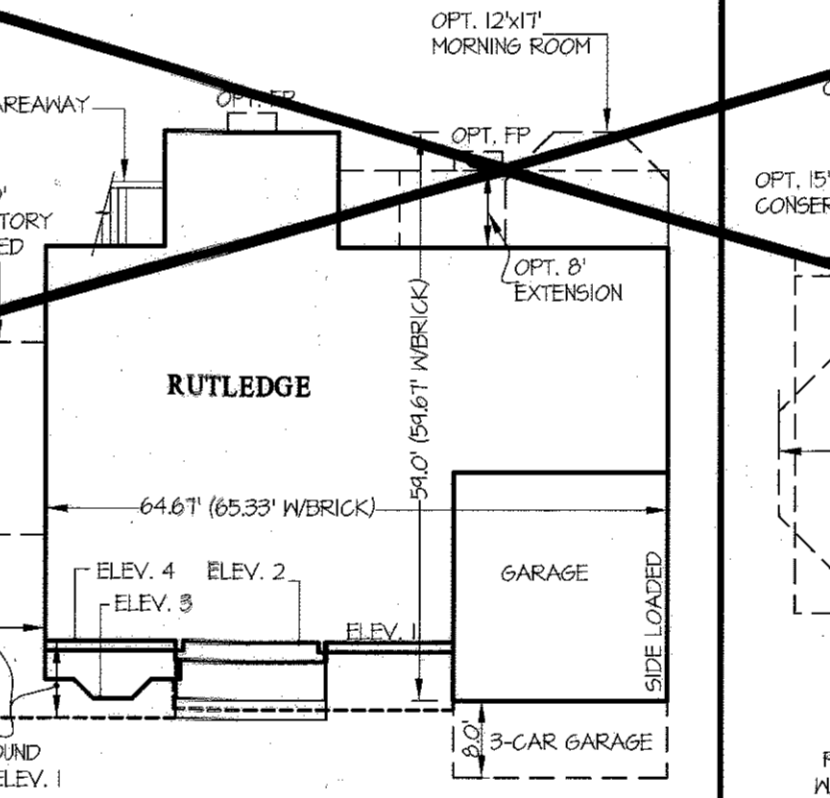 OPT. 12'x17'
MORNING ROOM
AREAWAY
OPT. FP
OPT. FP
OPT. 15'
CONSER
TORY
ED
OPT. 8'
EXTENSION
RUTLEDGE
59.0' (59.67' W/BRICK)
64.67' (65.33' W/BRICK)
ELEV. 4
ELEV. 2
ELEV. 3
ELEV. 1
GARAGE
SIDE LOADED
8.0'
3-CAR GARAGE
OUND
ELEV. 1